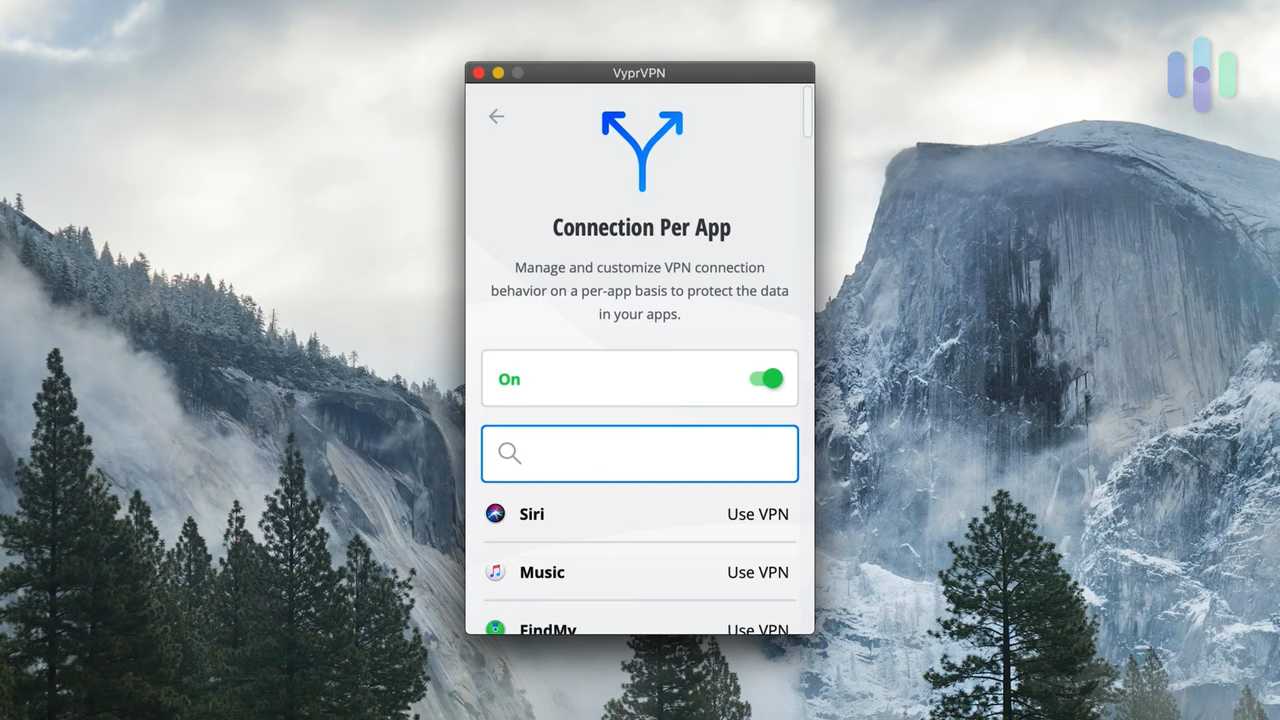 VyprVPN
Connection Per App
Manage and customize VPN connection
behavior on a per-app basis to protect the data
in your apps.
On
Siri Use VPN
Music Use VPN
FindMy Use VPN